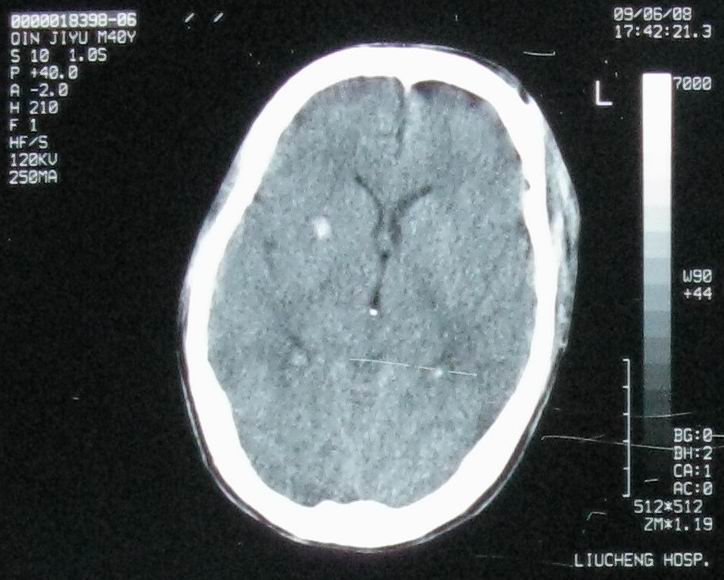 0000018398-06
QIN JIYU M40Y
S 10 1.0S
P +40.0
A -2.0
H 210
F 1
HF/S
120KV
250MA
09/06/08
17:42:21.3
L
7000
W90
+44
BG:0
BH:2
CA:1
AC:0
512*512
ZM*1.19
LIUCHENG HOSP.